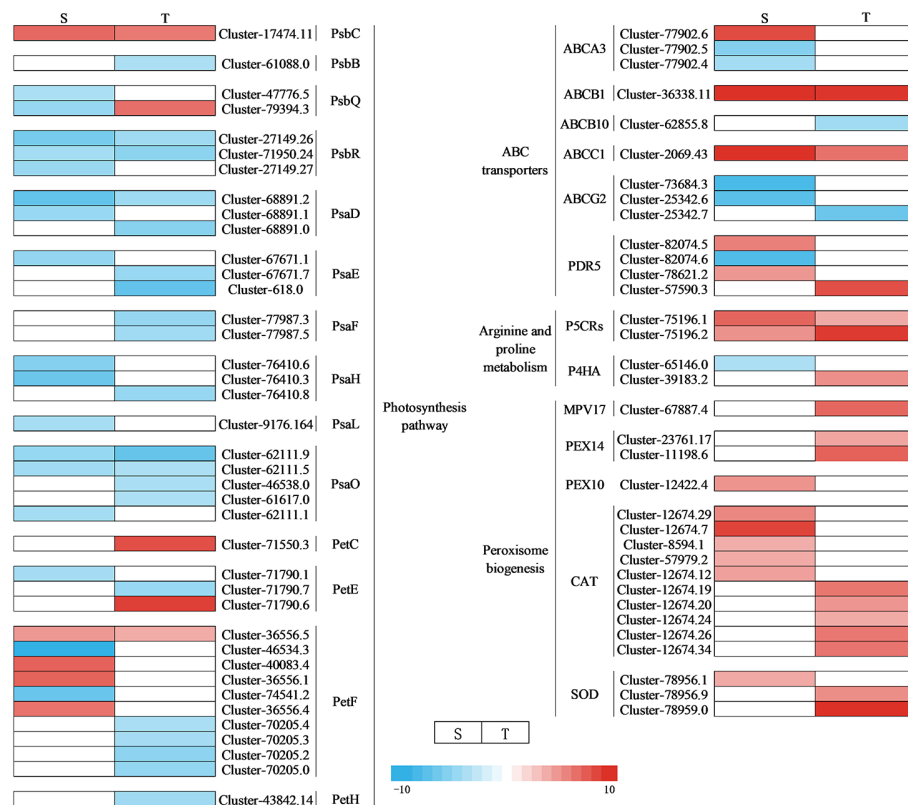 S T
Cluster-17474.11 PsbC
Cluster-61088.0 PsbB
Cluster-47776.5
Cluster-79394.3
PsbQ
Cluster-27149.26
Cluster-71950.24
Cluster-27149.27
PsbR
Cluster-68891.2
Cluster-68891.1
Cluster-68891.0
PsaD
Cluster-67671.1
Cluster-67671.7
Cluster-618.0
PsaE
Cluster-77987.3
Cluster-77987.5
PsaF
Cluster-76410.6
Cluster-76410.3
Cluster-76410.8
PsaH
Cluster-9176.164 PsaL
Cluster-62111.9
Cluster-62111.5
Cluster-46538.0
Cluster-61617.0
Cluster-62111.1
PsaO
Cluster-71550.3 PetC
Cluster-71790.1
Cluster-71790.7
Cluster-71790.6
PetE
Cluster-36556.5
Cluster-46534.3
Cluster-40083.4
Cluster-36556.1
Cluster-74541.2
Cluster-36556.4
Cluster-70205.4
Cluster-70205.3
Cluster-70205.2
Cluster-70205.0
PetF
Cluster-43842.14 PetH
Photosynthesis
pathway
S T
ABC
transporters
ABCA3
Cluster-77902.6
Cluster-77902.5
Cluster-77902.4
ABCB1 Cluster-36338.11
ABCB10 Cluster-62855.8
ABCC1 Cluster-2069.43
ABCG2
Cluster-73684.3
Cluster-25342.6
Cluster-25342.7
PDR5
Cluster-82074.5
Cluster-82074.6
Cluster-78621.2
Cluster-57590.3
Arginine and
proline
metabolism
P5CRs
Cluster-75196.1
Cluster-75196.2
P4HA
Cluster-65146.0
Cluster-39183.2
Peroxisome
biogenesis
MPV17 Cluster-67887.4
PEX14
Cluster-23761.17
Cluster-11198.6
PEX10 Cluster-12422.4
CAT
Cluster-12674.29
Cluster-12674.7
Cluster-8594.1
Cluster-57979.2
Cluster-12674.12
Cluster-12674.19
Cluster-12674.20
Cluster-12674.24
Cluster-12674.26
Cluster-12674.34
SOD
Cluster-78956.1
Cluster-78956.9
Cluster-78959.0
S T
-10 10